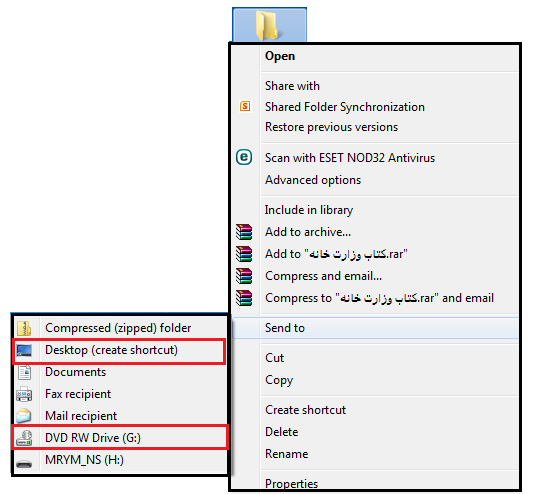 Open
Share with
Shared Folder Synchronization
Restore previous versions
Scan with ESET NOD32 Antivirus
Advanced options
Include in library
Add to archive...
Add to "کتاب وزارت خانه.rar"
Compress and email...
Compress to "کتاب وزارت خانه.rar" and email
Send to
Cut
Copy
Create shortcut
Delete
Rename
Properties
Compressed (zipped) folder
Desktop (create shortcut)
Documents
Fax recipient
Mail recipient
DVD RW Drive (G:)
MRYM_NS (H:)